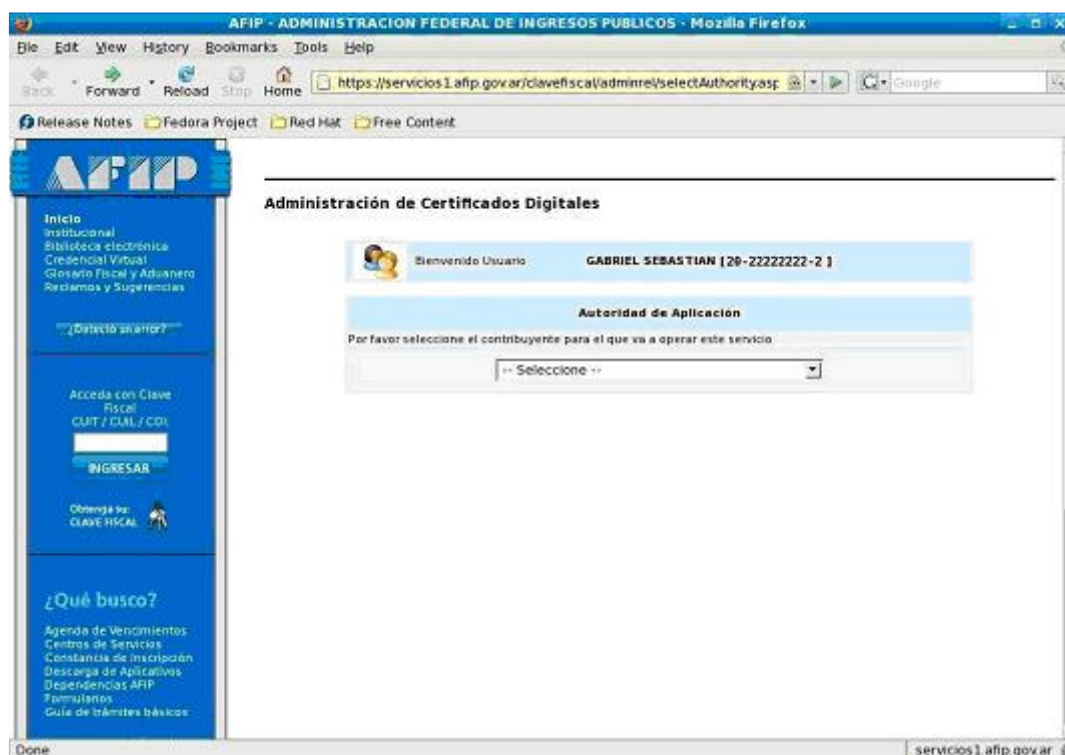 AFIP - ADMINISTRACION FEDERAL DE INGRESOS PUBLICOS - Mozilla Firefox
File Edit View History Bookmarks Tools Help
Back Forward Reload Stop Home https://servicios1.afip.gov.ar/clavefiscal/adminrel/selectAuthority.asp Google
Release Notes Fedora Project Red Hat Free Content
AFIP
Inicio
Institucional
Biblioteca electrónica
Credencial Virtual
Glosario Fiscal y Aduanero
Reclamos y Sugerencias
¿Detectó un error?
Acceda con Clave
Fiscal
CUIT / CUIL / CDI:
INGRESAR
Obtenga su:
CLAVE FISCAL
¿Qué busco?
Agenda de Vencimientos
Centros de Servicios
Constancia de Inscripción
Descarga de Aplicativos
Dependencias AFIP
Formularios
Guía de trámites básicos
Administración de Certificados Digitales
Bienvenido Usuario GABRIEL SEBASTIAN [20-22222222-2 ]
Autoridad de Aplicación
Por favor seleccione el contribuyente para el que va a operar este servicio
-- Seleccione --
Done servicios1.afip.gov.ar